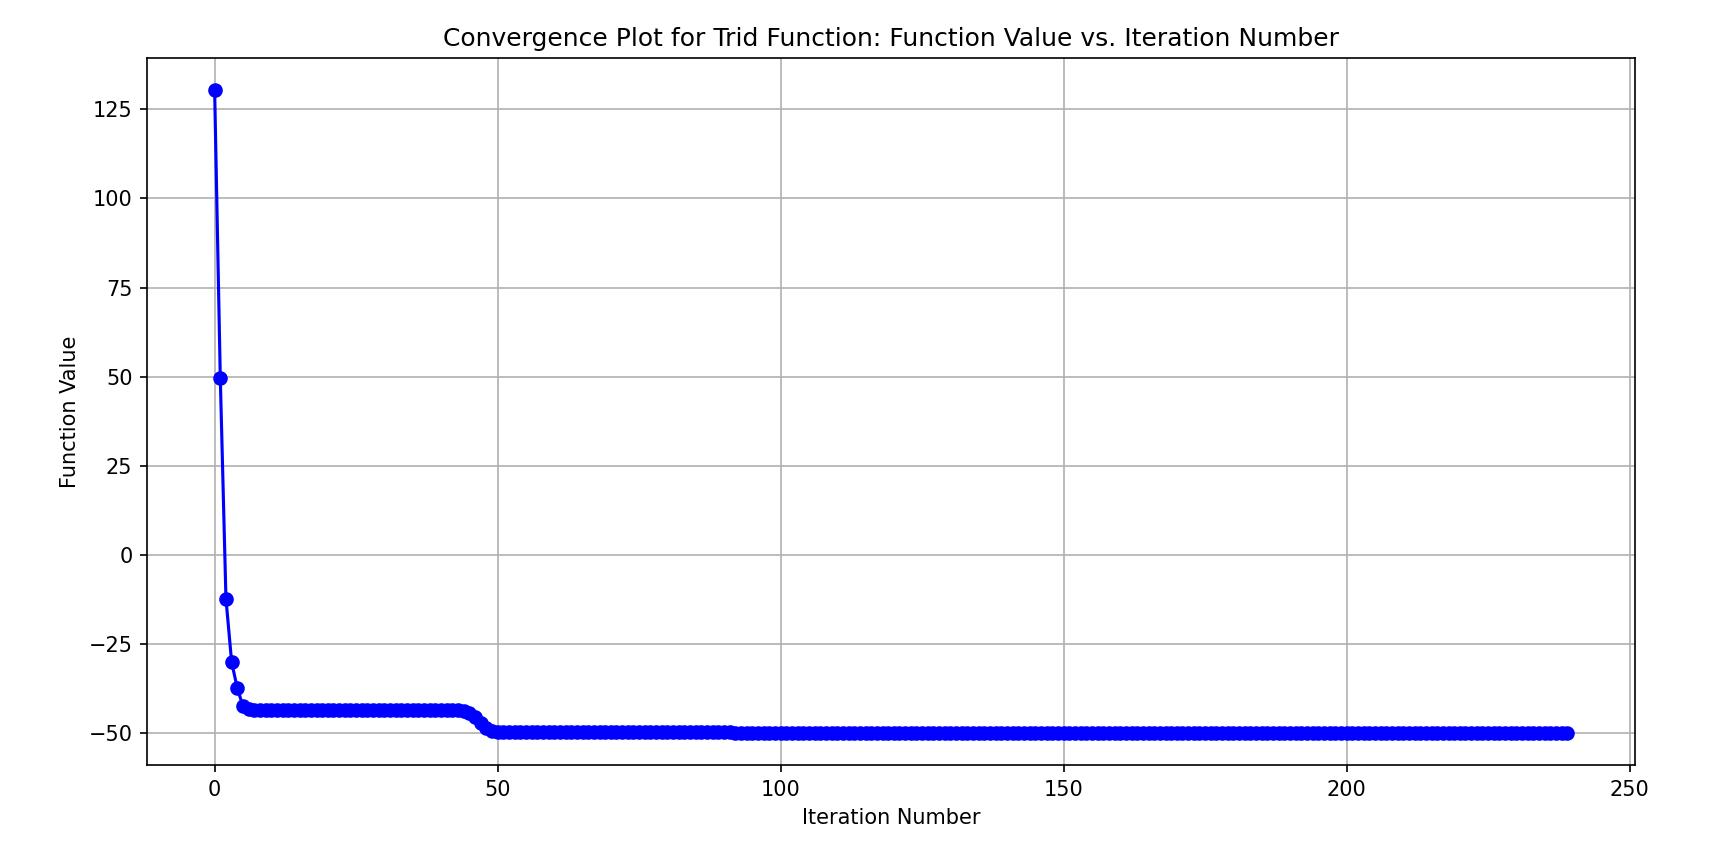 Convergence Plot for Trid Function: Function Value vs. Iteration Number
125
100
75
50
25
0
−25
−50
Function Value
0 50 100 150 200 250
Iteration Number